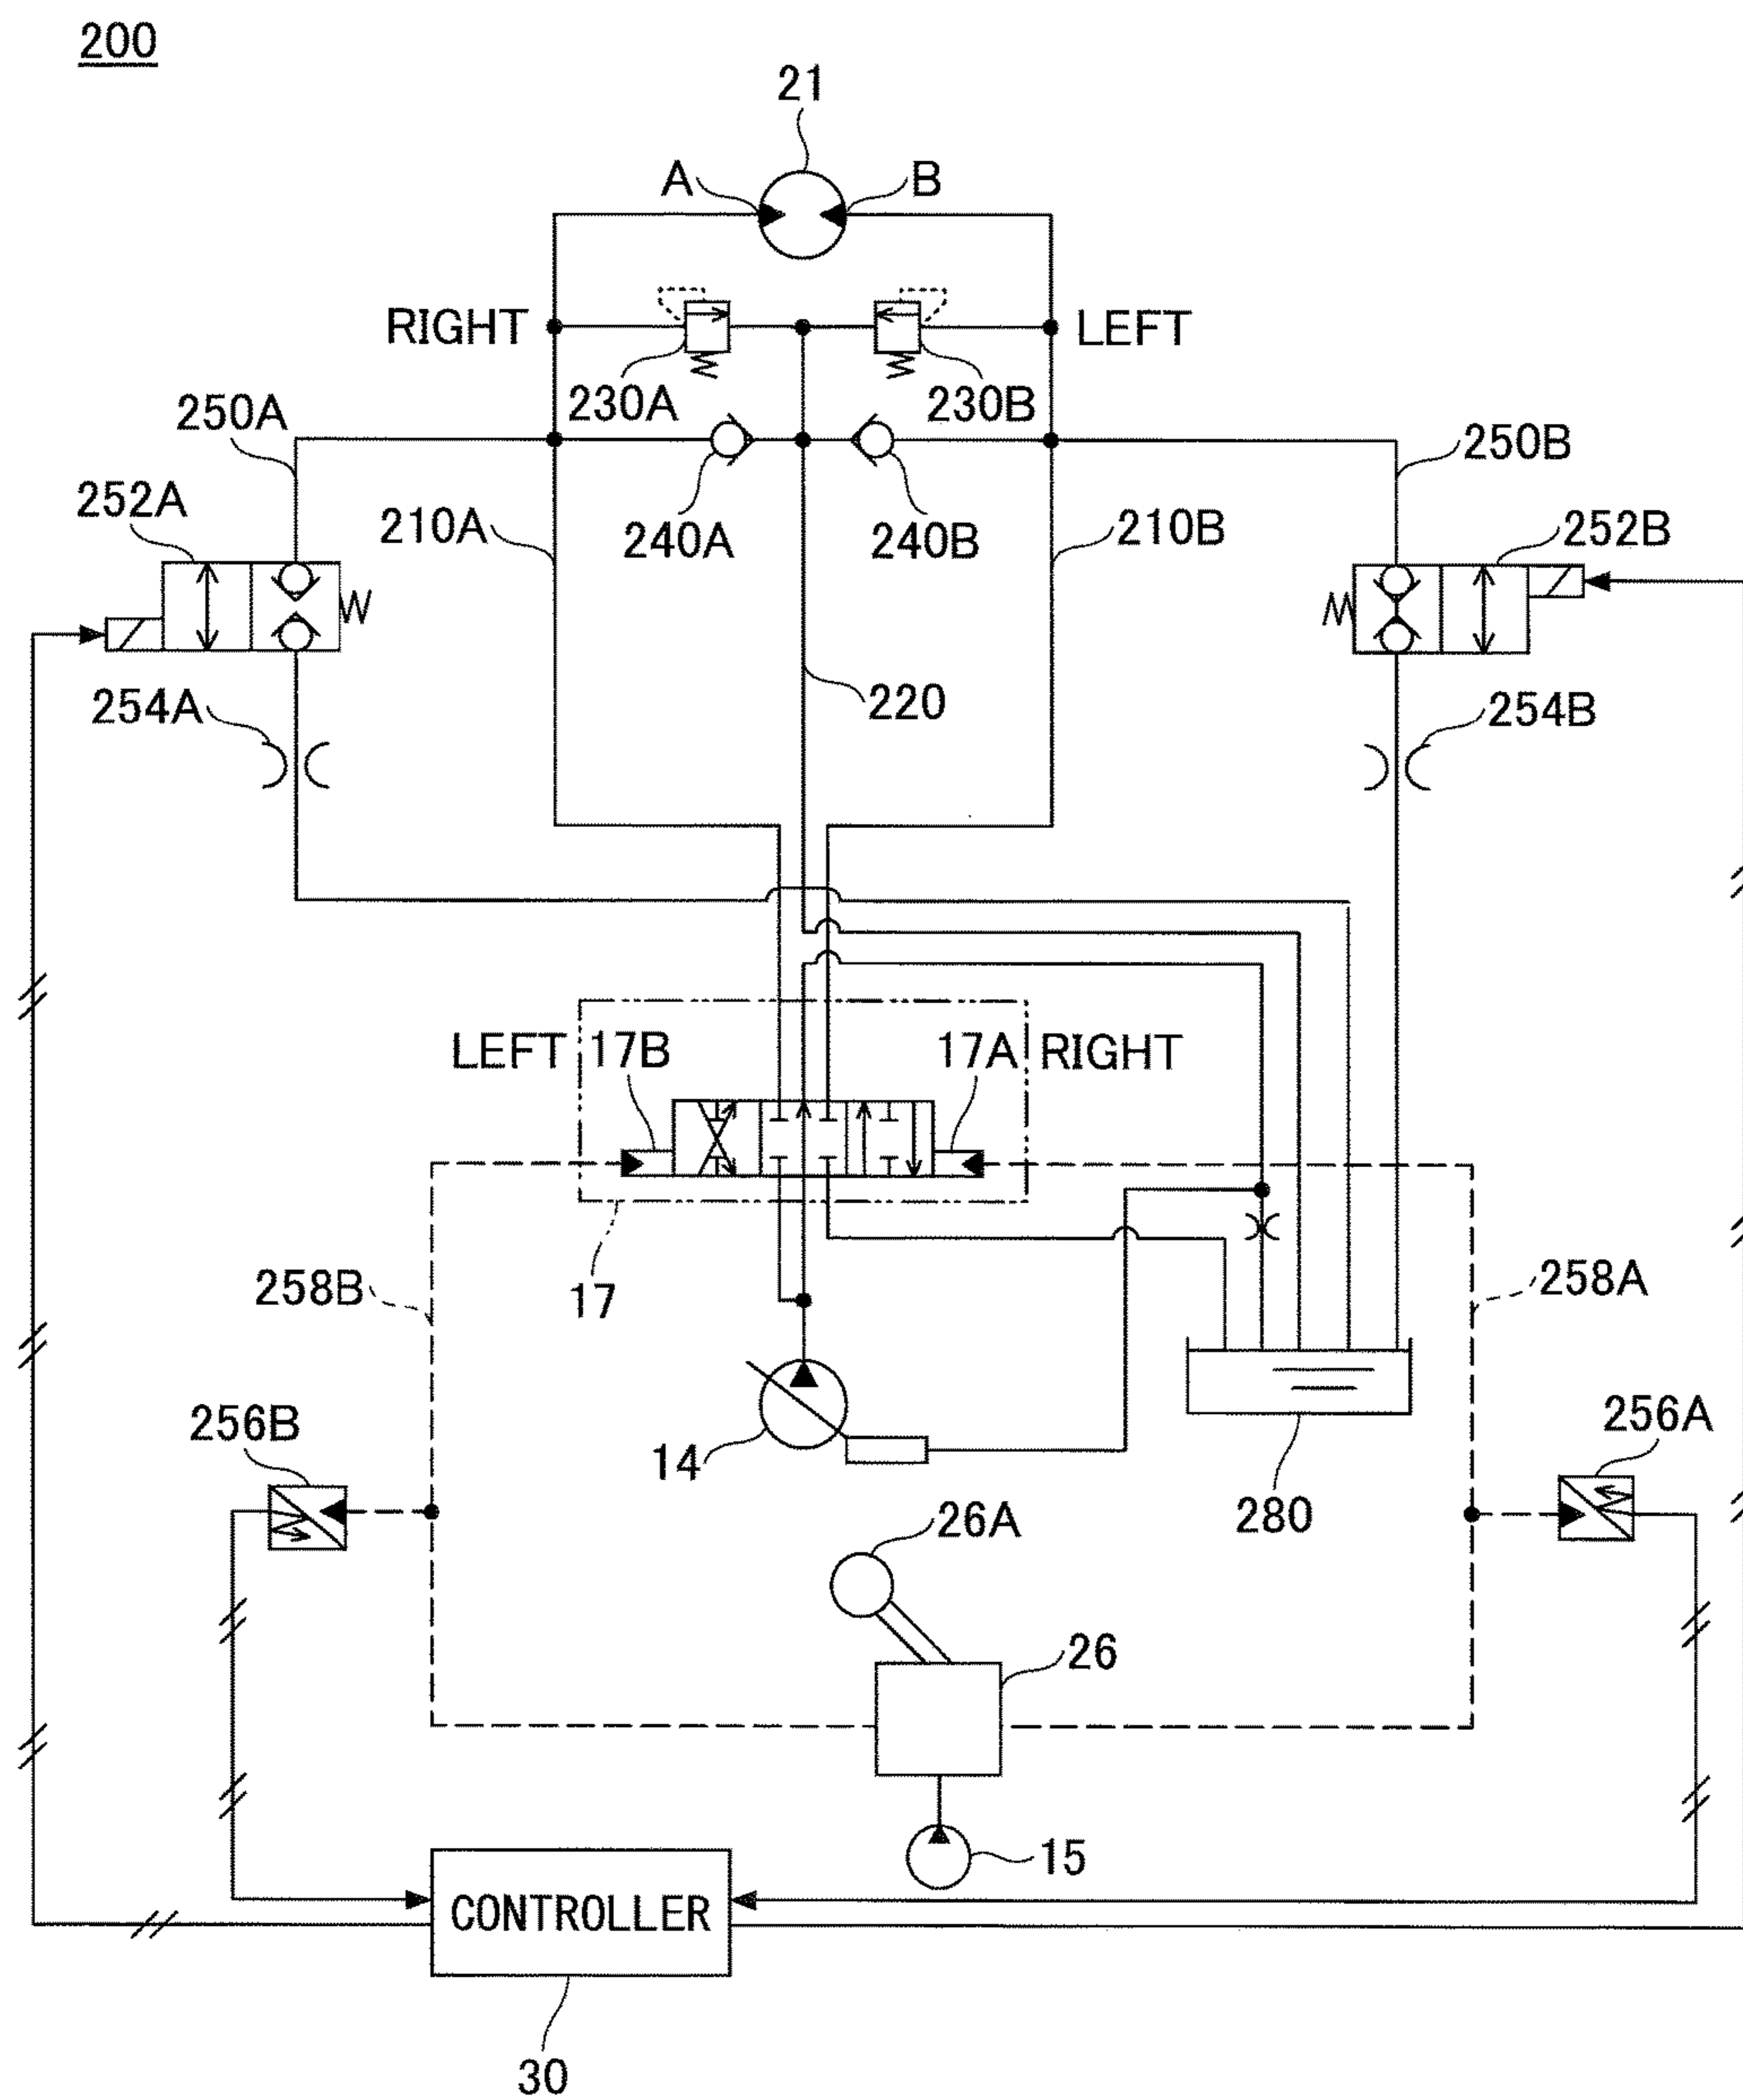 200
21
A
B
RIGHT
LEFT
230A
230B
250A
250B
252A
210A
240A
240B
210B
252B
254A
220
254B
LEFT
17B
17A
RIGHT
258B
17
258A
256B
14
280
256A
26A
26
15
CONTROLLER
30